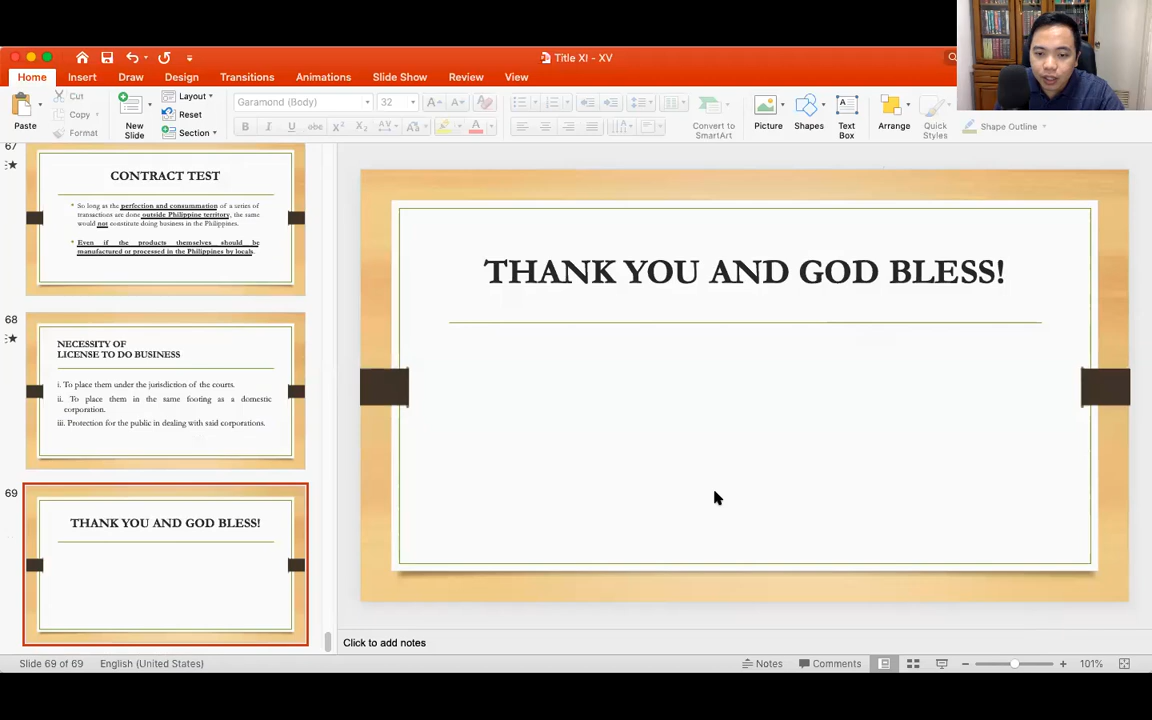 Title XI - XV
Home Insert Draw Design Transitions Animations Slide Show Review View
Paste
Cut
Copy
Format
New
Slide
Layout
Reset
Section
Garamond (Body) 32
Convert to
SmartArt
Picture
Shapes
Text
Box
Arrange
Quick
Styles
Shape Outline
67
CONTRACT TEST
So long as the perfection and consummation of a series of
transactions are done outside Philippine territory, the same
would not constitute doing business in the Philippines.
Even if the products themselves should be
manufactured or processed in the Philippines by locals.
68
NECESSITY OF
LICENSE TO DO BUSINESS
i. To place them under the jurisdiction of the courts.
ii. To place them in the same footing as a domestic
corporation.
iii. Protection for the public in dealing with said corporations.
69
THANK YOU AND GOD BLESS!
THANK YOU AND GOD BLESS!
Click to add notes
Slide 69 of 69 English (United States) Notes Comments 101%